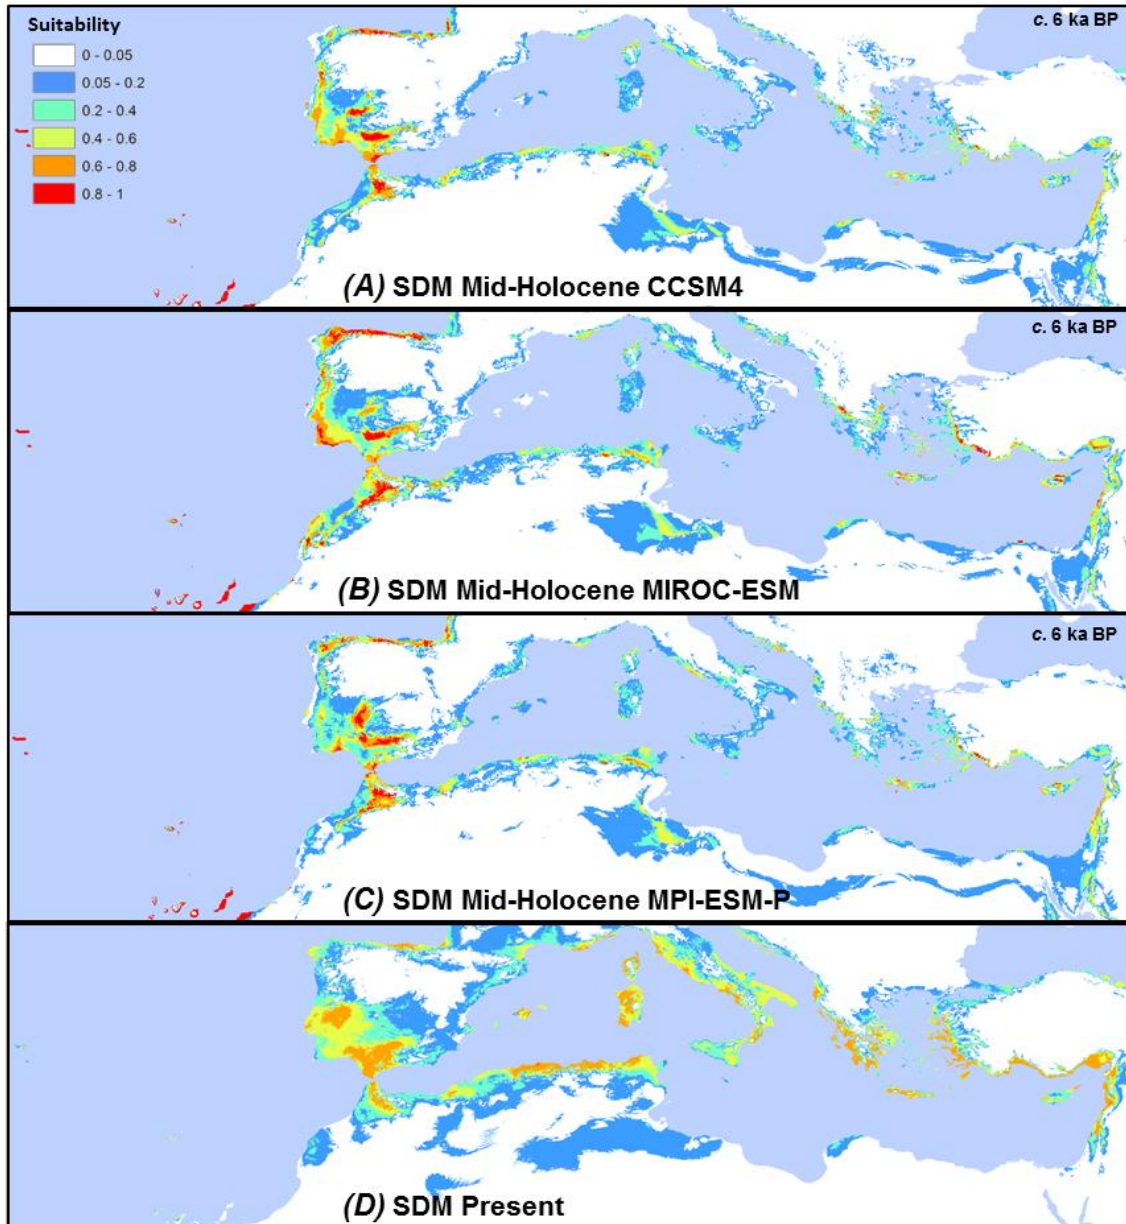 Suitability
c. 6 ka BP
0 - 0.05
0.05 - 0.2
0.2 - 0.4
0.4 - 0.6
0.6 - 0.8
0.8 - 1
(A) SDM Mid-Holocene CCSM4
c. 6 ka BP
(B) SDM Mid-Holocene MIROC-ESM
c. 6 ka BP
(C) SDM Mid-Holocene MPI-ESM-P
(D) SDM Present